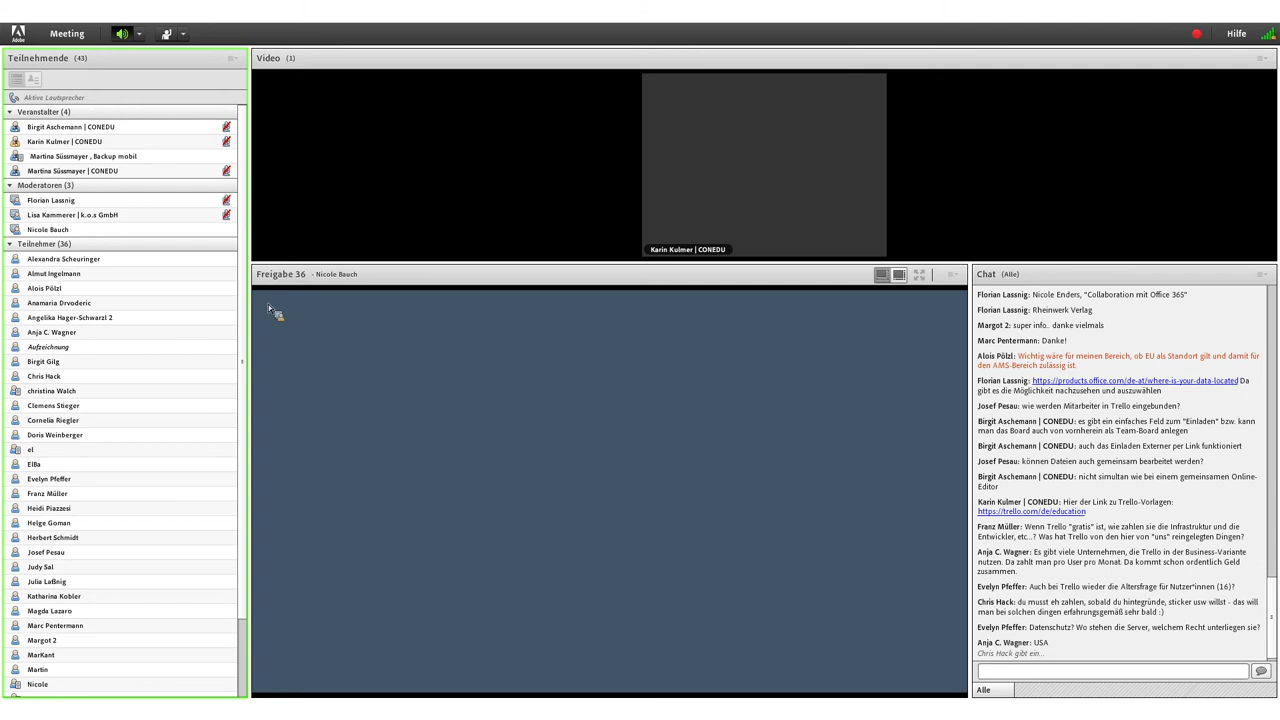 Adobe
Meeting
Hilfe
Teilnehmende (43)
Aktive Lautsprecher
Veranstalter (4)
Birgit Aschemann | CONEDU
Karin Kulmer | CONEDU
Martina Süssmayer , Backup mobil
Martina Süssmayer | CONEDU
Moderatoren (3)
Florian Lassnig
Lisa Kammerer | k.o.s GmbH
Nicole Bauch
Teilnehmer (36)
Alexandra Scheuringer
Almut Ingelmann
Alois Pölzl
Anamaria Drvoderic
Angelika Hager-Schwarzl 2
Anja C. Wagner
Aufzeichnung
Birgit Gilg
Chris Hack
christina Walch
Clemens Stieger
Cornelia Riegler
Doris Weinberger
el
ElBa
Evelyn Pfeffer
Franz Müller
Heidi Piazzesi
Helge Goman
Herbert Schmidt
Josef Pesau
Judy Sal
Julia Laßnig
Katharina Kobler
Magda Lazaro
Marc Pentermann
Margot 2
MarKant
Martin
Nicole
Video (1)
Karin Kulmer | CONEDU
Freigabe 36 - Nicole Bauch
Chat (Alle)
Florian Lassnig: Nicole Enders, "Collaboration mit Office 365"
Florian Lassnig: Rheinwerk Verlag
Margot 2: super info.. danke vielmals
Marc Pentermann: Danke!
Alois Pölzl: Wichtig wäre für meinen Bereich, ob EU als Standort gilt und damit für
den AMS-Bereich zulässig ist.
Florian Lassnig: https://products.office.com/de-at/where-is-your-data-located Da
gibt es die Möglichkeit nachzusehen und auszuwählen
Josef Pesau: wie werden Mitarbeiter in Trello eingebunden?
Birgit Aschemann | CONEDU: es gibt ein einfaches Feld zum "Einladen" bzw. kann
man das Board auch von vornherein als Team-Board anlegen
Birgit Aschemann | CONEDU: auch das Einladen Externer per Link funktioniert
Josef Pesau: können Dateien auch gemeinsam bearbeitet werden?
Birgit Aschemann | CONEDU: nicht simultan wie bei einem gemeinsamen Online-
Editor
Karin Kulmer | CONEDU: Hier der Link zu Trello-Vorlagen:
https://trello.com/de/education
Franz Müller: Wenn Trello "gratis" ist, wie zahlen sie die Infrastruktur und die
Entwickler, etc...? Was hat Trello von den hier von "uns" reingelegten Dingen?
Anja C. Wagner: Es gibt viele Unternehmen, die Trello in der Business-Variante
nutzen. Da zahlt man pro User pro Monat. Da kommt schon ordentlich Geld
zusammen.
Evelyn Pfeffer: Auch bei Trello wieder die Altersfrage für Nutzer*innen (16)?
Chris Hack: du musst eh zahlen, sobald du hintegründe, sticker usw willst - das will
man bei solchen dingen erfahrungsgemäß sehr bald :)
Evelyn Pfeffer: Datenschutz? Wo stehen die Server, welchem Recht unterliegen sie?
Anja C. Wagner: USA
Chris Hack gibt ein...
Alle